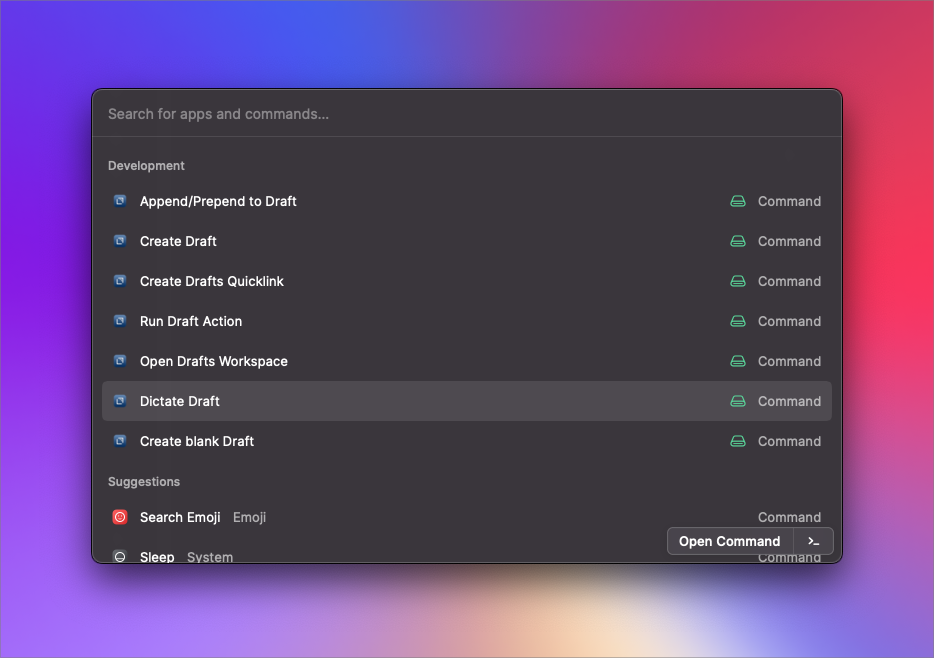 Search for apps and commands...
Development
Append/Prepend to Draft Command
Create Draft Command
Create Drafts Quicklink Command
Run Draft Action Command
Open Drafts Workspace Command
Dictate Draft Command
Create blank Draft Command
Suggestions
Search Emoji Emoji Command
Open Command >_
Sleep System Command